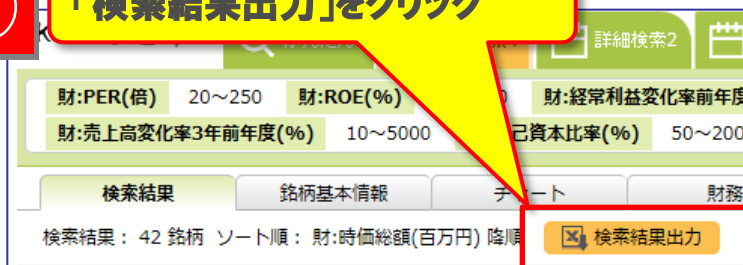 「検索結果出力」をクリック
詳細検索2
財:PER(倍) 20～250 財:ROE(%) 財:経常利益変化率前年度
財:売上高変化率3年前年度(%) 10～5000 己資本比率(%) 50～200
検索結果 銘柄基本情報 チャート 財務
検索結果： 42 銘柄 ソート順： 財:時価総額(百万円) 降順 検索結果出力